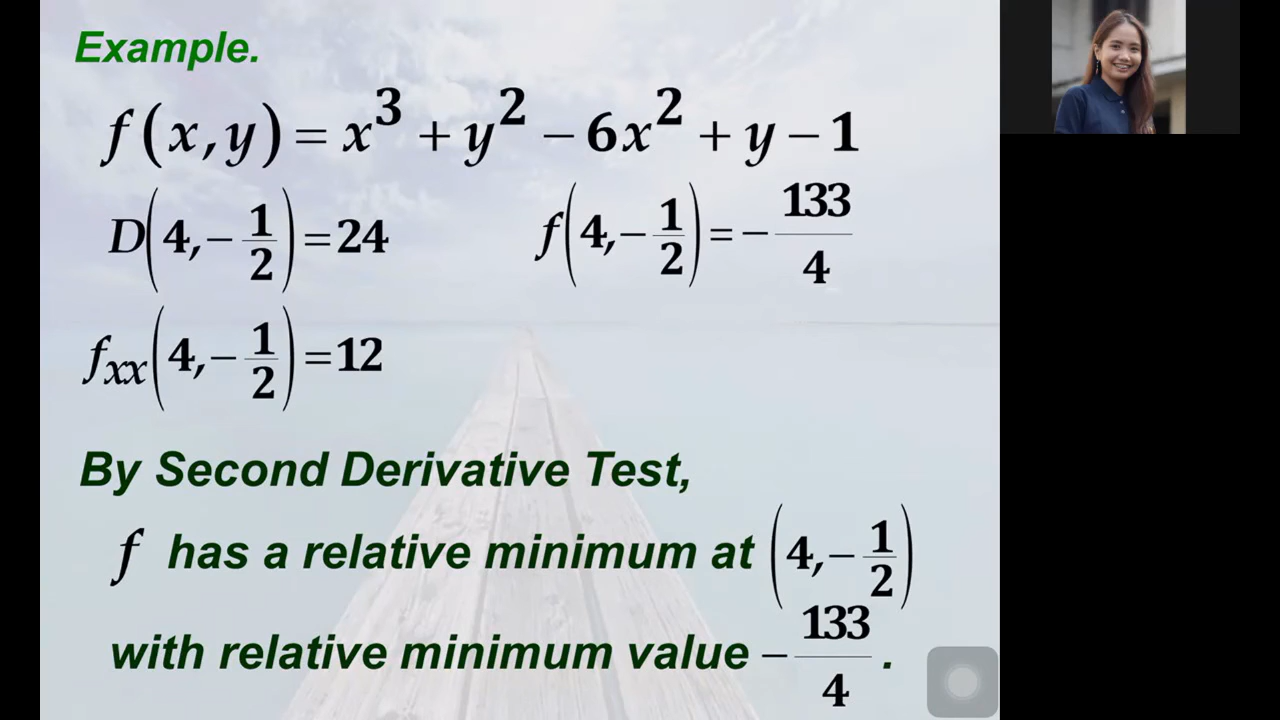 Example.
f(x,y) = x³ + y² − 6x² + y − 1
D(4,−1/2) = 24
f(4,−1/2) = −133/4
fₓₓ(4,−1/2) = 12
By Second Derivative Test,
f has a relative minimum at (4,−1/2)
with relative minimum value −133/4.